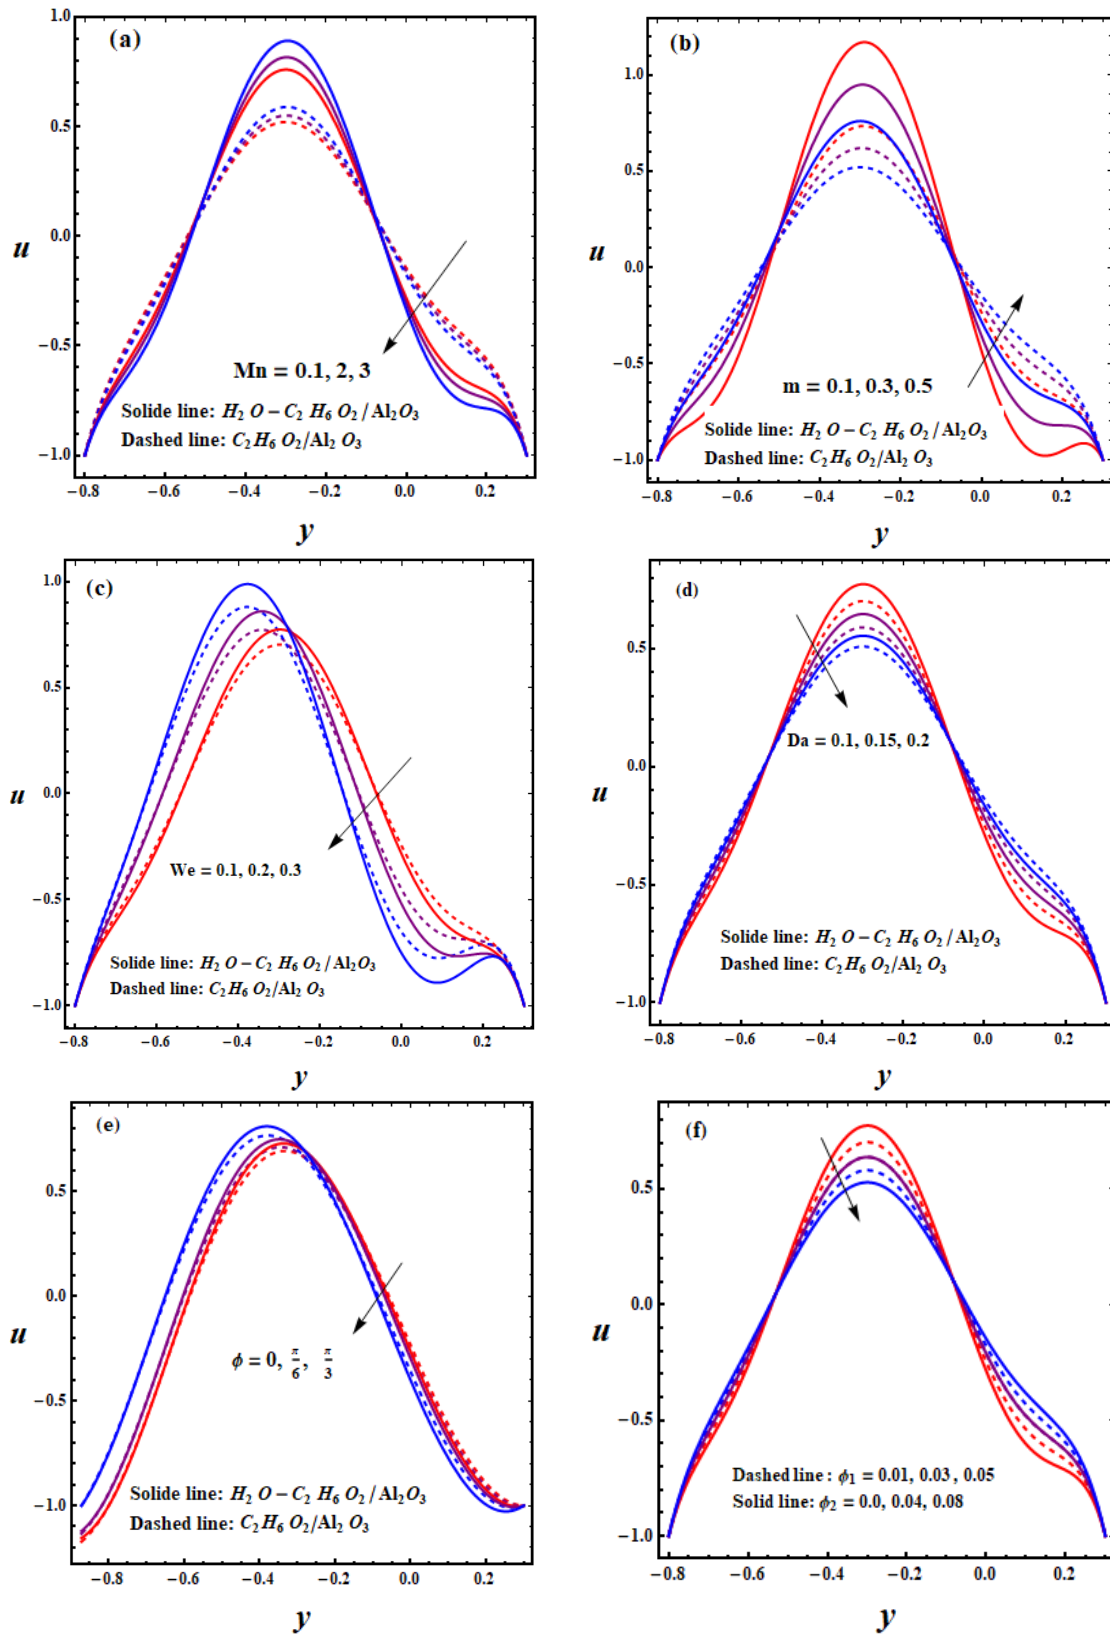 (a)
1.0
0.5
0.0
−0.5
−1.0
u
Mn = 0.1, 2, 3
Solide line: H₂ O − C₂ H₆ O₂ / Al₂O₃
Dashed line: C₂ H₆ O₂/Al₂ O₃
−0.8 −0.6 −0.4 −0.2 0.0 0.2
y
(b)
1.0
0.5
0.0
−0.5
−1.0
u
m = 0.1, 0.3, 0.5
Solide line: H₂ O − C₂ H₆ O₂ / Al₂O₃
Dashed line: C₂ H₆ O₂/Al₂ O₃
−0.8 −0.6 −0.4 −0.2 0.0 0.2
y
(c)
1.0
0.5
0.0
−0.5
−1.0
u
We = 0.1, 0.2, 0.3
Solide line: H₂ O − C₂ H₆ O₂ / Al₂O₃
Dashed line: C₂ H₆ O₂/Al₂ O₃
−0.8 −0.6 −0.4 −0.2 0.0 0.2
y
(d)
0.5
0.0
−0.5
−1.0
u
Da = 0.1, 0.15, 0.2
Solide line: H₂ O − C₂ H₆ O₂ / Al₂O₃
Dashed line: C₂ H₆ O₂/Al₂ O₃
−0.8 −0.6 −0.4 −0.2 0.0 0.2
y
(e)
0.5
0.0
−0.5
−1.0
u
ϕ = 0, π/6, π/3
Solide line: H₂ O − C₂ H₆ O₂ / Al₂O₃
Dashed line: C₂ H₆ O₂/Al₂ O₃
−0.8 −0.6 −0.4 −0.2 0.0 0.2
y
(f)
0.5
0.0
−0.5
−1.0
u
Dashed line : ϕ₁ = 0.01, 0.03 , 0.05
Solid line: ϕ₂ = 0.0, 0.04, 0.08
−0.8 −0.6 −0.4 −0.2 0.0 0.2
y